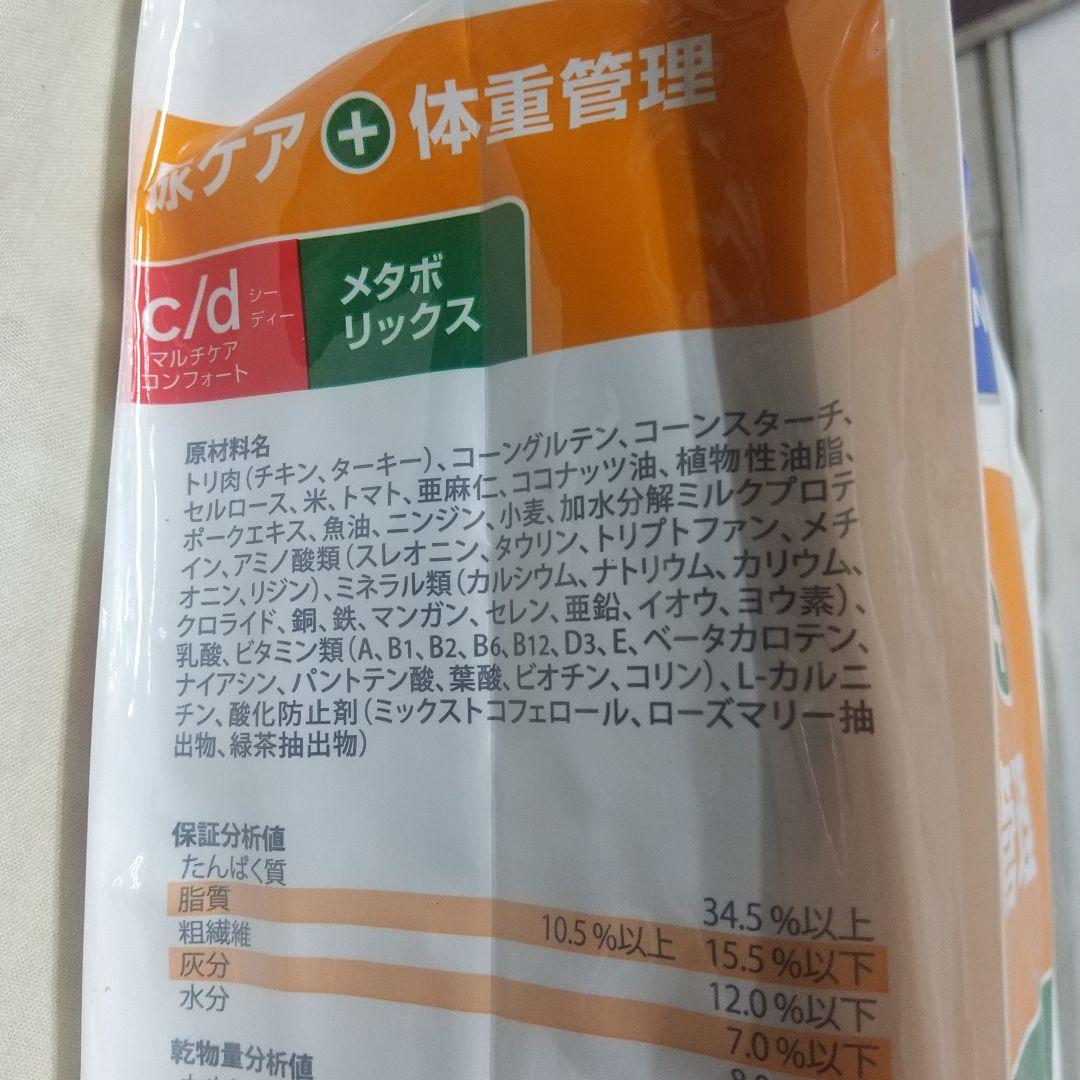 尿ケア+体重管理
c/d シー
ディー
マルチケア
コンフォート
メタボ
リックス
原材料名
トリ肉(チキン、ターキー)、コーングルテン、コーンスターチ、
セルロース、米、トマト、亜麻仁、ココナッツ油、植物性油脂、
ポークエキス、魚油、ニンジン、小麦、加水分解ミルクプロテ
イン、アミノ酸類(スレオニン、タウリン、トリプトファン、メチ
オニン、リジン)、ミネラル類(カルシウム、ナトリウム、カリウム、
クロライド、銅、鉄、マンガン、セレン、亜鉛、イオウ、ヨウ素)、
乳酸、ビタミン類(A、B1、B2、B6、B12、D3、E、ベータカロテン、
ナイアシン、パントテン酸、葉酸、ビオチン、コリン)、L-カルニ
チン、酸化防止剤(ミックストコフェロール、ローズマリー抽
出物、緑茶抽出物)
保証分析値
たんぱく質 34.5%以上
脂質 10.5%以上 15.5%以下
粗繊維 12.0%以下
灰分 7.0%以下
水分
乾物量分析値